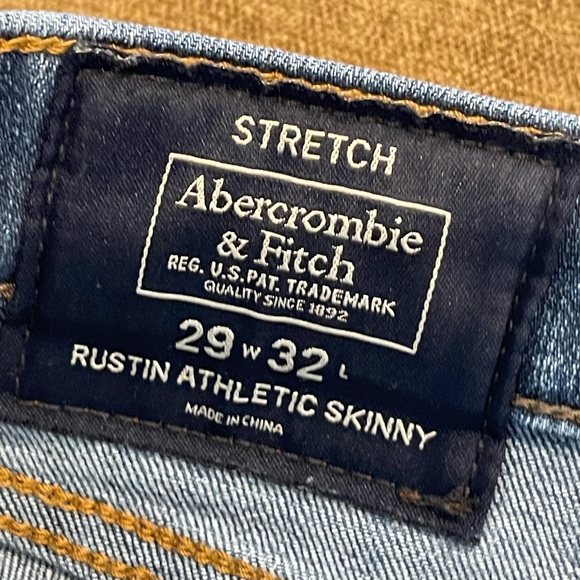 STRETCH
Abercrombie
& Fitch
REG. U.S. PAT. TRADEMARK
QUALITY SINCE 1892
29 W 32 L
RUSTIN ATHLETIC SKINNY
MADE IN CHINA